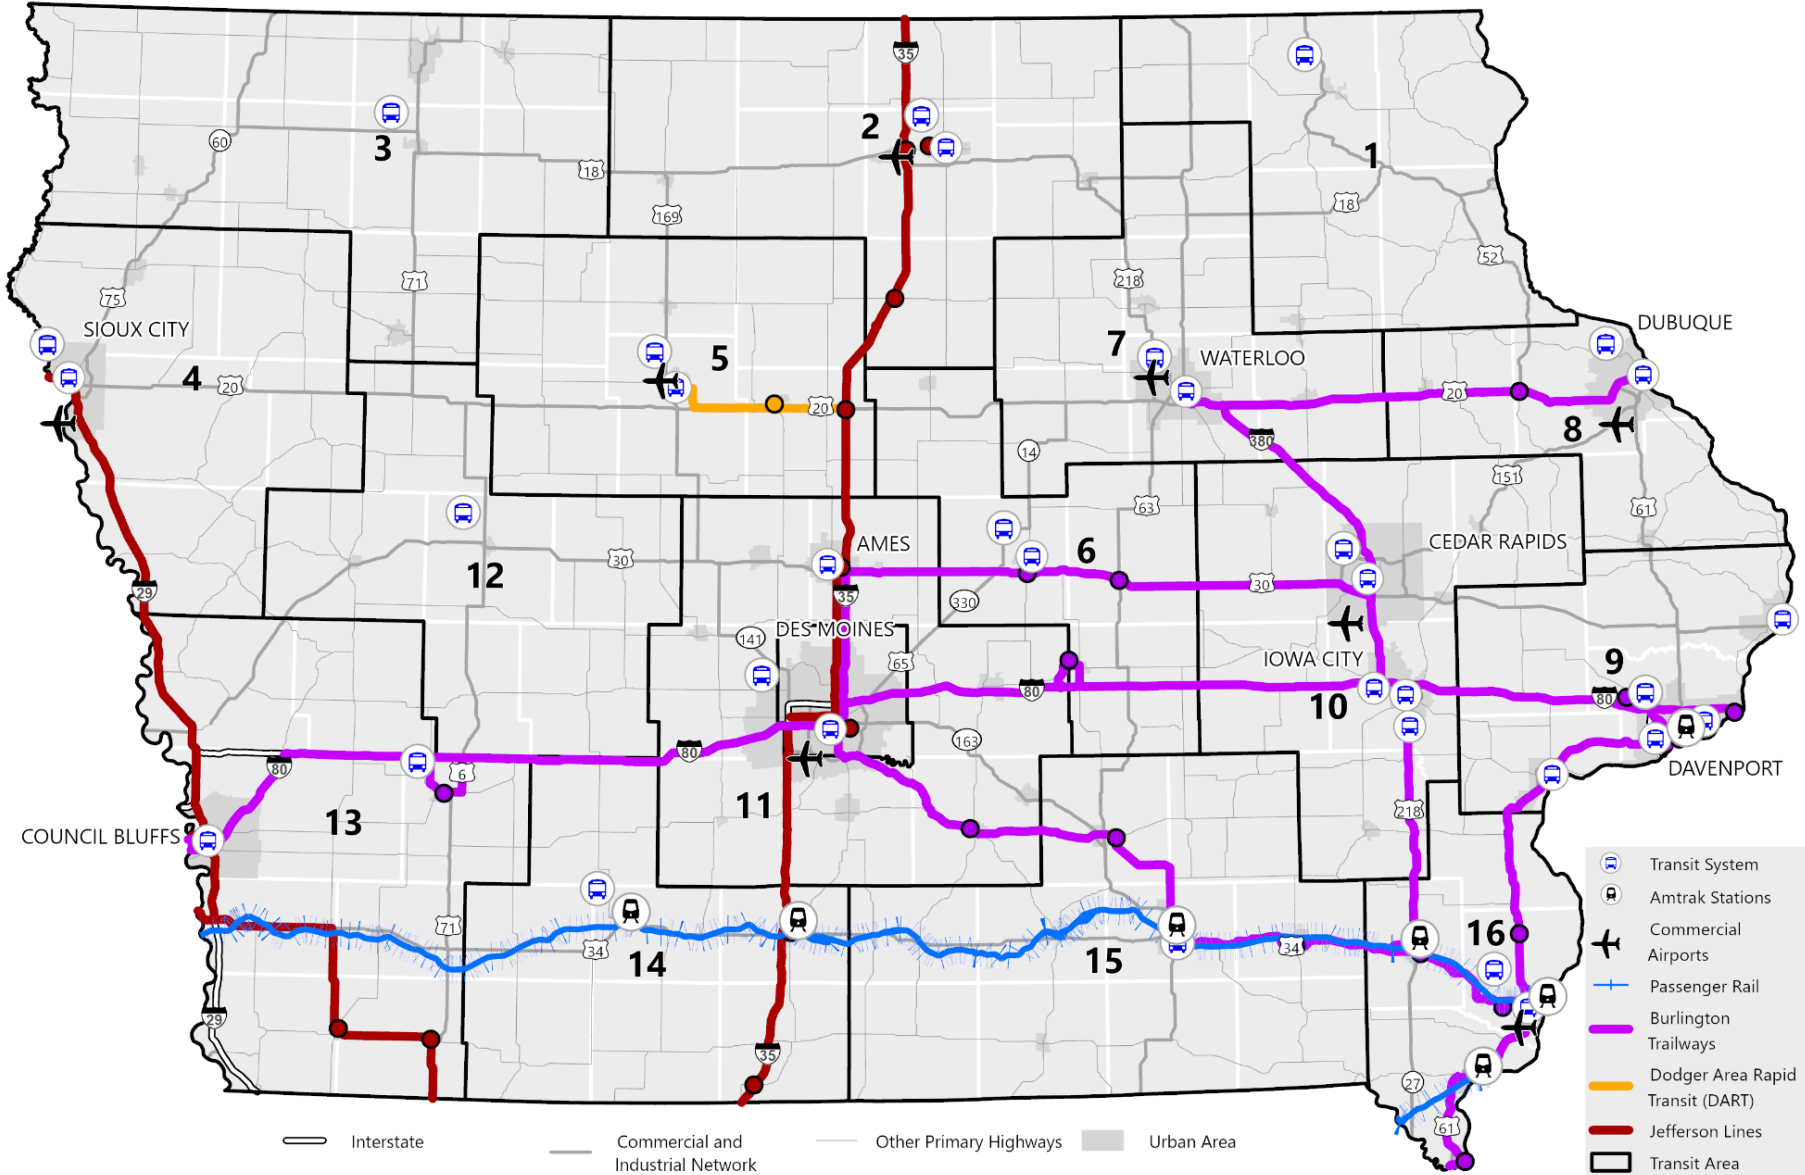 35
2
60
3
1
18
18
169
52
71
218
75
SIOUX CITY
DUBUQUE
5
7
WATERLOO
4
20
20
20
8
380
14
151
63
61
AMES
6
CEDAR RAPIDS
30
12
30
29
35
330
DES MOINES
141
65
IOWA CITY
9
80
80
10
163
80
80
6
DAVENPORT
11
13
218
COUNCIL BLUFFS
71
34
14
15
34
16
29
35
27
61
Transit System
Amtrak Stations
Commercial
Airports
Passenger Rail
Burlington
Trailways
Dodger Area Rapid
Transit (DART)
Jefferson Lines
Transit Area
Interstate
Commercial and
Industrial Network
Other Primary Highways
Urban Area